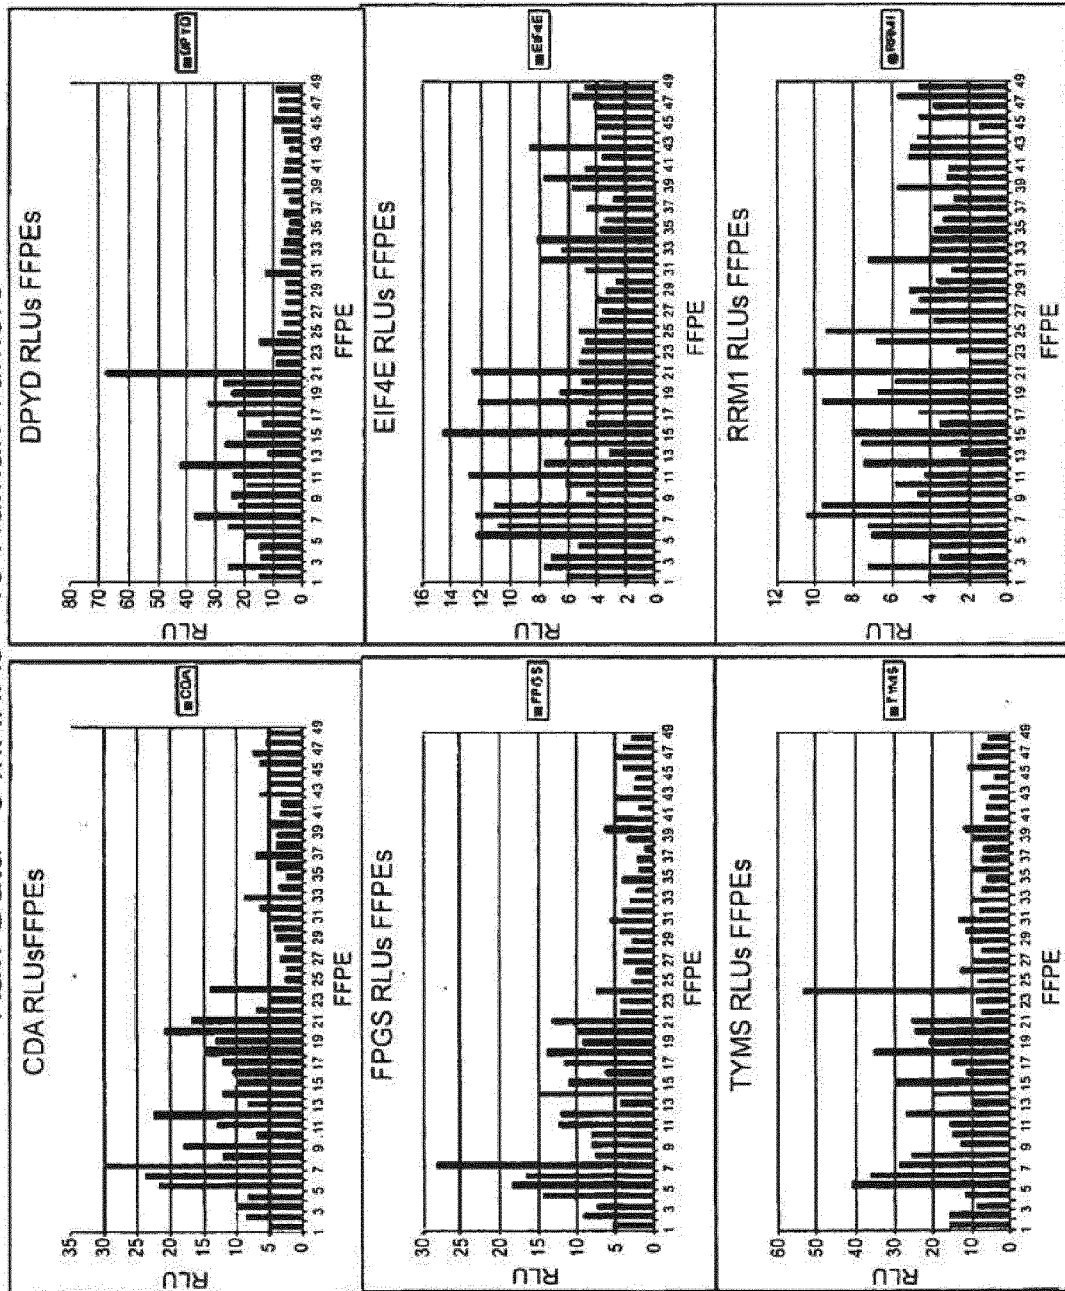 CDA RLUsFFPEs
RLU
35
30
25
20
15
10
5
0
1 3 5 7 9 11 13 15 17 19 21 23 25 27 29 31 33 35 37 39 41 43 45 47 49
FFPE
CDA
DPYD RLUs FFPEs
RLU
80
70
60
50
40
30
20
10
0
1 3 5 7 9 11 13 15 17 19 21 23 25 27 29 31 33 35 37 39 41 43 45 47 49
FFPE
DPYD
FPGS RLUs FFPEs
RLU
30
25
20
15
10
5
0
1 3 5 7 9 11 13 15 17 19 21 23 25 27 29 31 33 35 37 39 41 43 45 47 49
FFPE
FPGS
EIF4E RLUs FFPEs
RLU
16
14
12
10
8
6
4
2
0
1 3 5 7 9 11 13 15 17 19 21 23 25 27 29 31 33 35 37 39 41 43 45 47 49
FFPE
EIF4E
TYMS RLUs FFPEs
RLU
60
50
40
30
20
10
0
1 3 5 7 9 11 13 15 17 19 21 23 25 27 29 31 33 35 37 39 41 43 45 47 49
FFPE
TYMS
RRM1 RLUs FFPEs
RLU
12
10
8
6
4
2
0
1 3 5 7 9 11 13 15 17 19 21 23 25 27 29 31 33 35 37 39 41 43 45 47 49
FFPE
RRM1